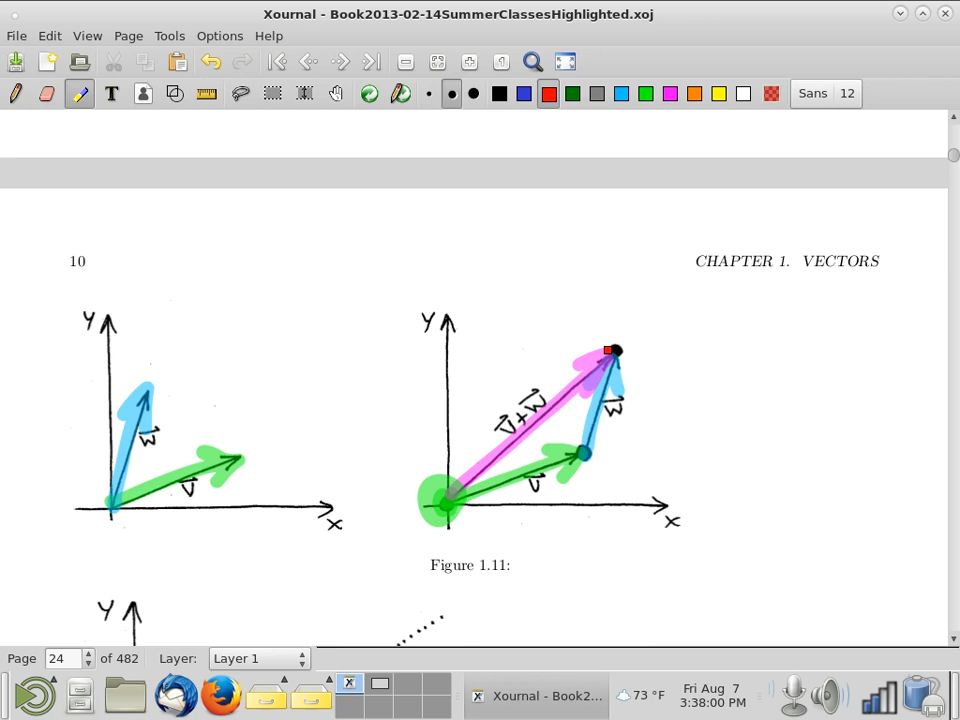 Xournal - Book2013-02-14SummerClassesHighlighted.xoj
File Edit View Page Tools Options Help
Sans 12
10 CHAPTER 1. VECTORS
Y Y
W V+W W
V V
X X
Figure 1.11:
Y
Page 24 of 482 Layer: Layer 1
Xournal - Book2... 73 °F Fri Aug 7
3:38:00 PM